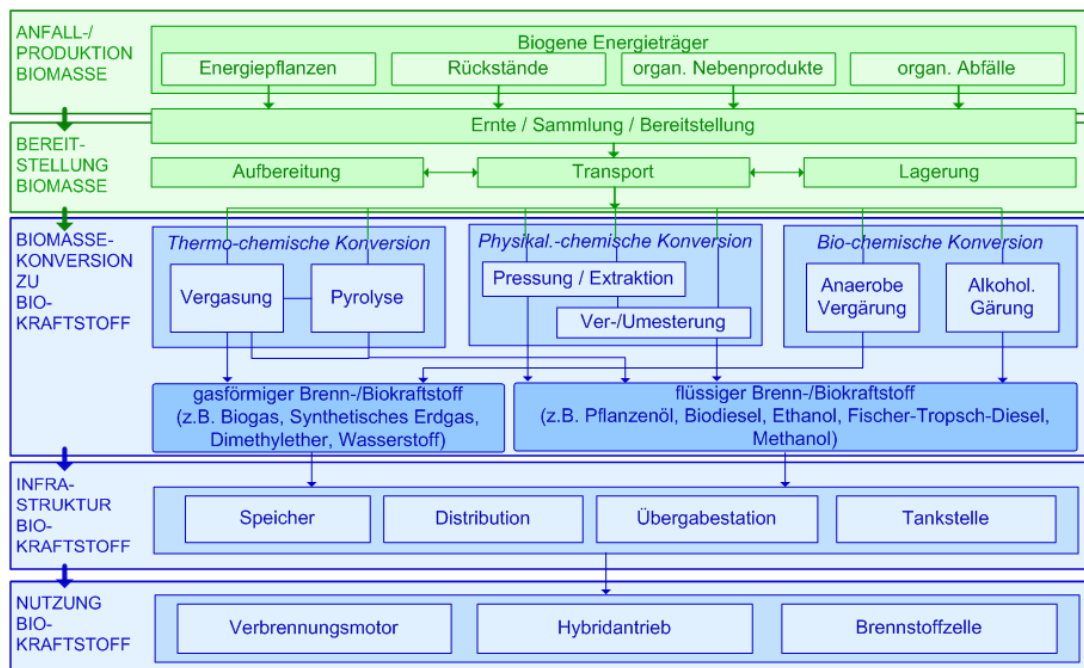 ANFALL-/
PRODUKTION
BIOMASSE
Biogene Energieträger
Energiepflanzen
Rückstände
organ. Nebenprodukte
organ. Abfälle
Ernte / Sammlung / Bereitstellung
BEREIT-
STELLUNG
BIOMASSE
Aufbereitung
Transport
Lagerung
BIOMASSE-
KONVERSION
ZU
BIO-
KRAFTSTOFF
Thermo-chemische Konversion
Vergasung
Pyrolyse
Physikal.-chemische Konversion
Pressung / Extraktion
Ver-/Umesterung
Bio-chemische Konversion
Anaerobe
Vergärung
Alkohol.
Gärung
gasförmiger Brenn-/Biokraftstoff
(z.B. Biogas, Synthetisches Erdgas,
Dimethylether, Wasserstoff)
flüssiger Brenn-/Biokraftstoff
(z.B. Pflanzenöl, Biodiesel, Ethanol, Fischer-Tropsch-Diesel,
Methanol)
INFRA-
STRUKTUR
BIO-
KRAFTSTOFF
Speicher
Distribution
Übergabestation
Tankstelle
NUTZUNG
BIO-
KRAFTSTOFF
Verbrennungsmotor
Hybridantrieb
Brennstoffzelle